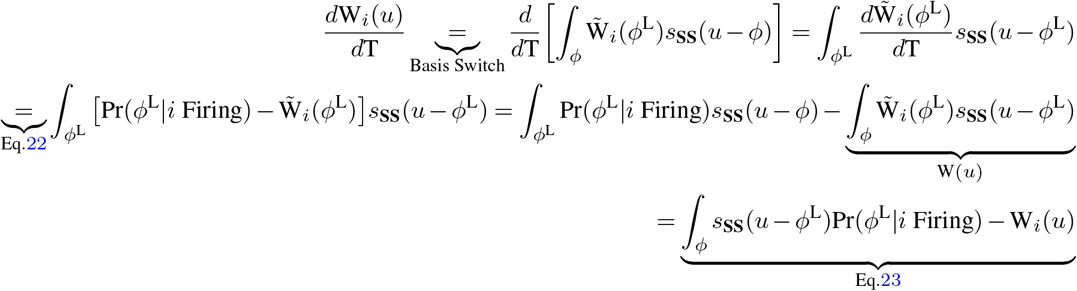 dW_i(u)/dT = [Basis Switch] d/dT [∫_ϕ W̃_i(ϕ^L)s_SS(u − ϕ)] = ∫_{ϕ^L} dW̃_i(ϕ^L)/dT s_SS(u − ϕ^L)
= [Eq.22] ∫_{ϕ^L} [Pr(ϕ^L|i Firing) − W̃_i(ϕ^L)]s_SS(u − ϕ^L) = ∫_{ϕ^L} Pr(ϕ^L|i Firing)s_SS(u − ϕ) − ∫_ϕ W̃_i(ϕ^L)s_SS(u − ϕ^L) [W(u)]
= ∫_ϕ s_SS(u − ϕ^L)Pr(ϕ^L|i Firing) − W_i(u) [Eq.23]